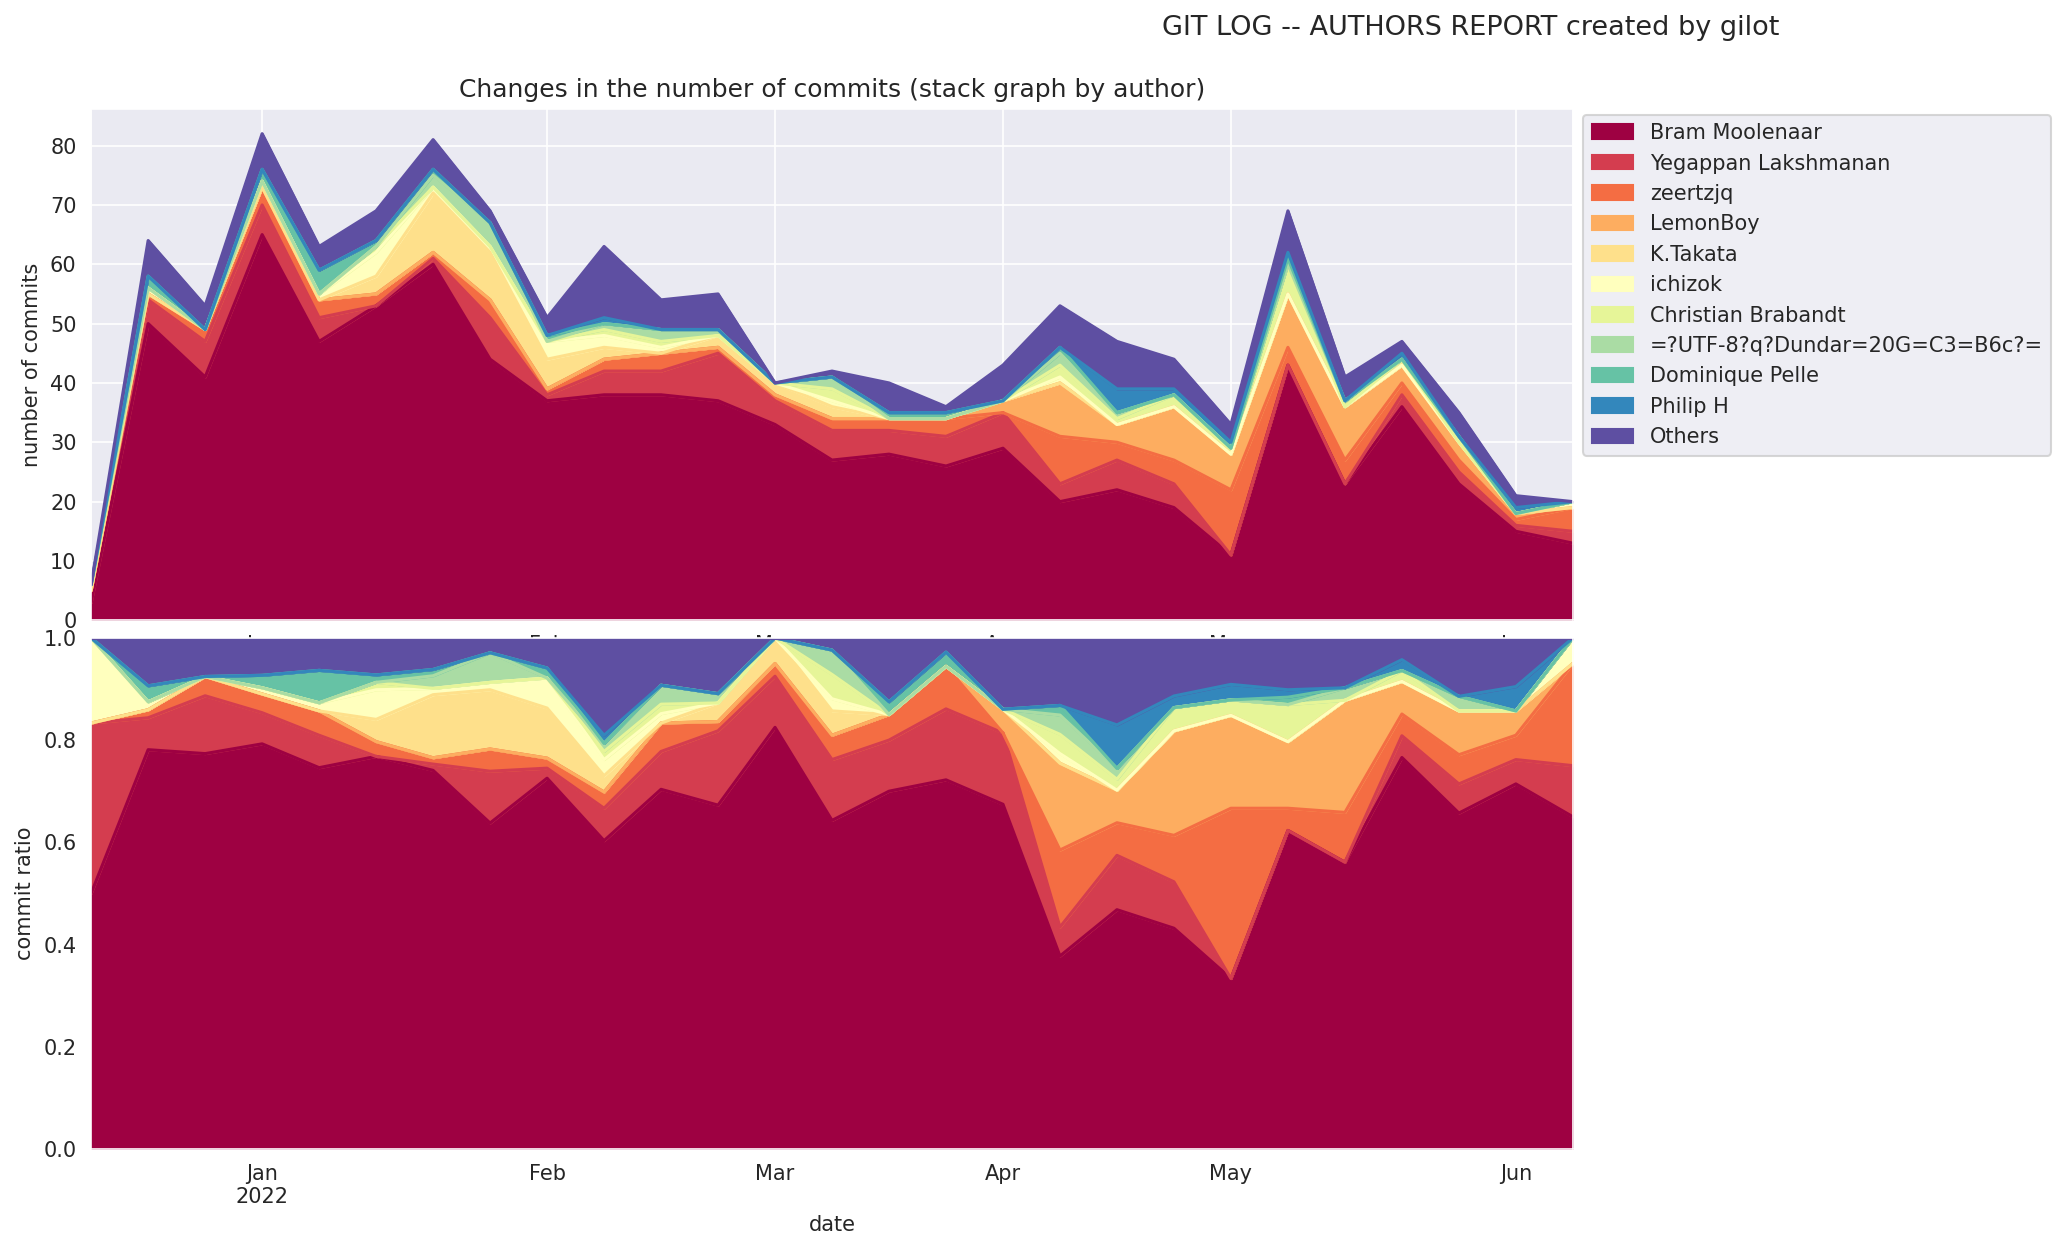 GIT LOG -- AUTHORS REPORT created by gilot
Changes in the number of commits (stack graph by author)
number of commits
80
70
60
50
40
30
20
10
0
Bram Moolenaar
Yegappan Lakshmanan
zeertzjq
LemonBoy
K.Takata
ichizok
Christian Brabandt
=?UTF-8?q?Dundar=20G=C3=B6c?=
Dominique Pelle
Philip H
Others
commit ratio
1.0
0.8
0.6
0.4
0.2
0.0
Jan Feb Mar Apr May Jun
2022
date